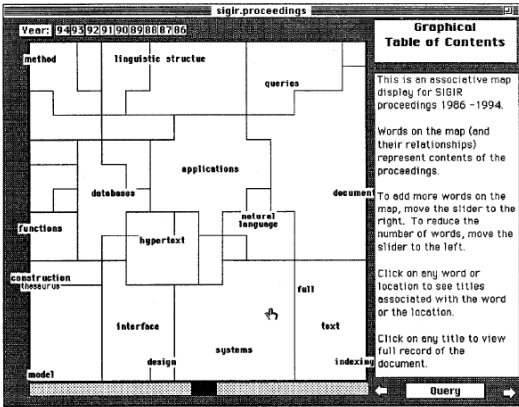 sigir.proceedings
Year: 94 93 92 91 90 89 88 87 86
Graphical
Table of Contents
method
linguistic structue
queries
applications
databases
document
natural
language
functions
hypertext
construction
thesaurus
full
interface
text
design
systems
indexing
model
This is an associative map
display for SIGIR
proceedings 1986 -1994.
Words on the map (and
their relationships)
represent contents of the
proceedings.
To add more words on the
map, move the slider to the
right. To reduce the
number of words, move the
slider to the left.
Click on any word or
location to see titles
associated with the word
or the location.
Click on any title to view
full record of the
document.
Query